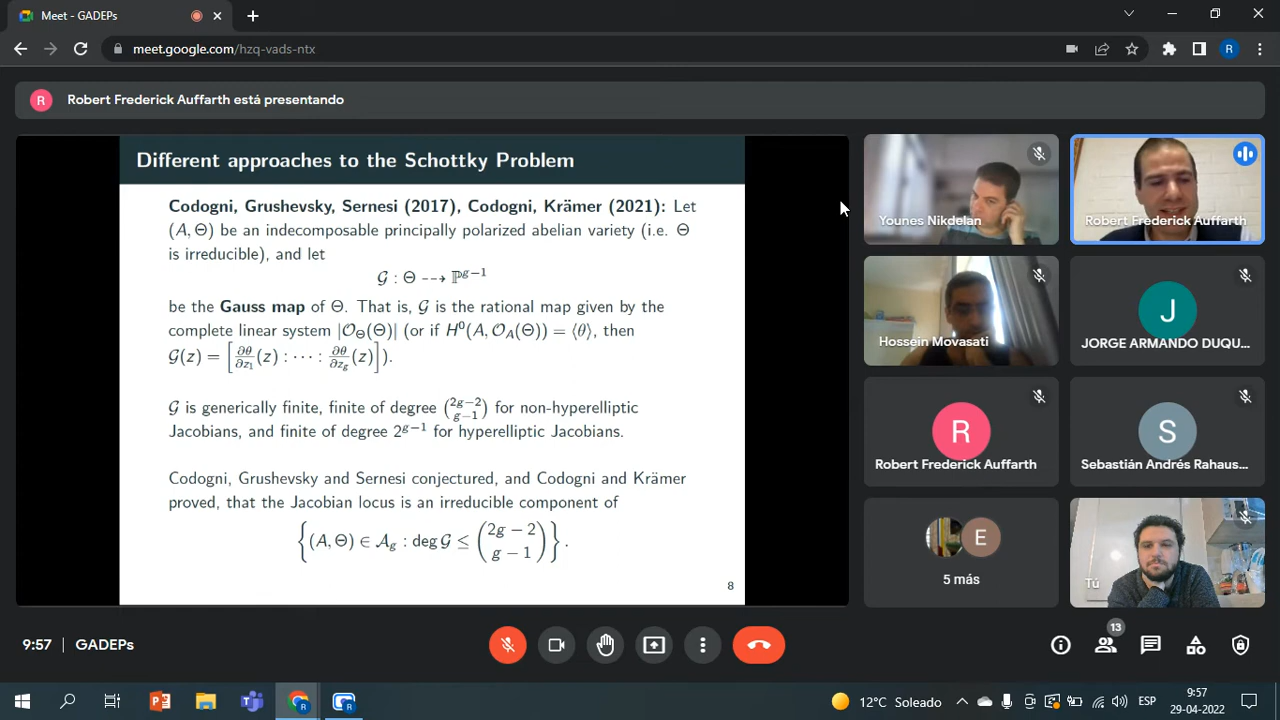 Meet - GADEPs
meet.google.com/hzq-vads-ntx
R
R
Robert Frederick Auffarth está presentando
Different approaches to the Schottky Problem
Codogni, Grushevsky, Sernesi (2017), Codogni, Krämer (2021): Let
(A, Θ) be an indecomposable principally polarized abelian variety (i.e. Θ
is irreducible), and let
𝒢 : Θ ⇢ ℙ^{g−1}
be the Gauss map of Θ. That is, 𝒢 is the rational map given by the
complete linear system |𝒪_Θ(Θ)| (or if H⁰(A, 𝒪_A(Θ)) = ⟨θ⟩, then
𝒢(z) = [∂θ/∂z₁ (z) : ··· : ∂θ/∂z_g (z)]).
𝒢 is generically finite, finite of degree \binom{2g−2}{g−1} for non-hyperelliptic
Jacobians, and finite of degree 2^{g−1} for hyperelliptic Jacobians.
Codogni, Grushevsky and Sernesi conjectured, and Codogni and Krämer
proved, that the Jacobian locus is an irreducible component of
{(A, Θ) ∈ 𝒜_g : deg 𝒢 ≤ \binom{2g − 2}{g − 1}}.
8
Younes Nikdelan
Robert Frederick Auffarth
Hossein Movasati
J
JORGE ARMANDO DUQU...
R
Robert Frederick Auffarth
S
Sebastián Andrés Rahaus...
E
5 más
Tú
9:57 | GADEPs
13
12°C Soleado
ESP
9:57
29-04-2022